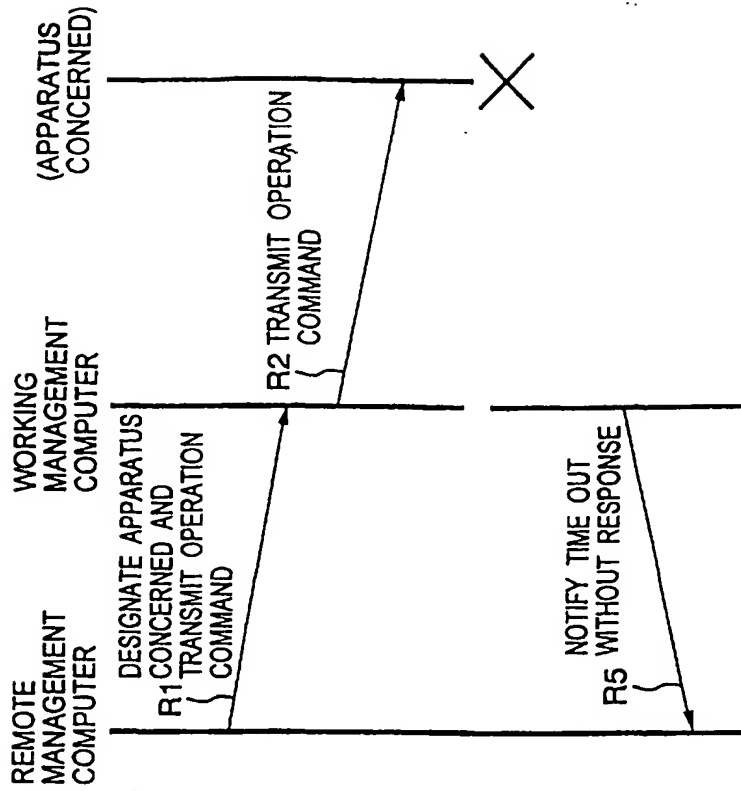 REMOTE
MANAGEMENT
COMPUTER
WORKING
MANAGEMENT
COMPUTER
(APPARATUS
CONCERNED)
DESIGNATE APPARATUS
CONCERNED AND
R1 TRANSMIT OPERATION
COMMAND
R2 TRANSMIT OPERATION
COMMAND
NOTIFY TIME OUT
WITHOUT RESPONSE
R5